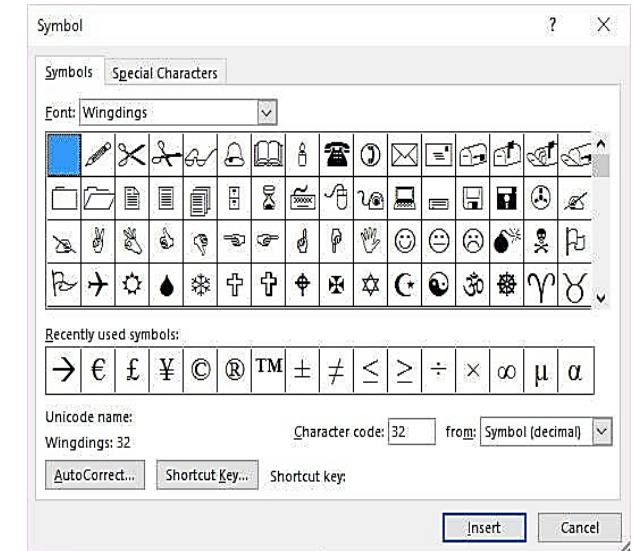 Symbol ? X
Symbols Special Characters
Font: Wingdings
Recently used symbols:
→ € £ ¥ © ® ™ ± ≠ ≤ ≥ ÷ × ∞ µ α
Unicode name:
Wingdings: 32
Character code: 32 from: Symbol (decimal)
AutoCorrect... Shortcut Key... Shortcut key:
Insert Cancel